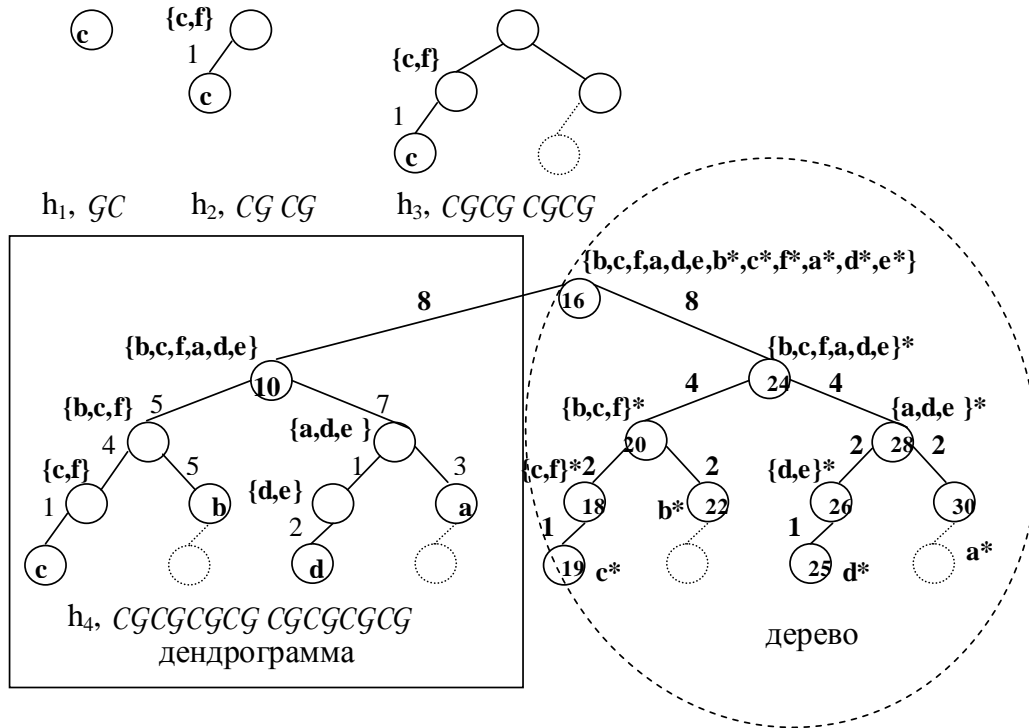 c
{c,f}
1
c
{c,f}
1
c
h₁, GC
h₂, CG CG
h₃, CGCG CGCG
{b,c,f,a,d,e,b*,c*,f*,a*,d*,e*}
16
8
8
{b,c,f,a,d,e}
10
{b,c,f,a,d,e}*
24
{b,c,f}
5
7
{a,d,e }
4
5
1
3
{c,f}
{d,e}
b
a
1
2
c
d
4
4
{b,c,f}*
20
{a,d,e }*
28
{c,f}*
2
2
{d,e}*
2
2
18
b*
22
26
30
1
1
19
c*
25
d*
a*
h₄, CGCGCGCG CGCGCGCG
дендрограмма
дерево